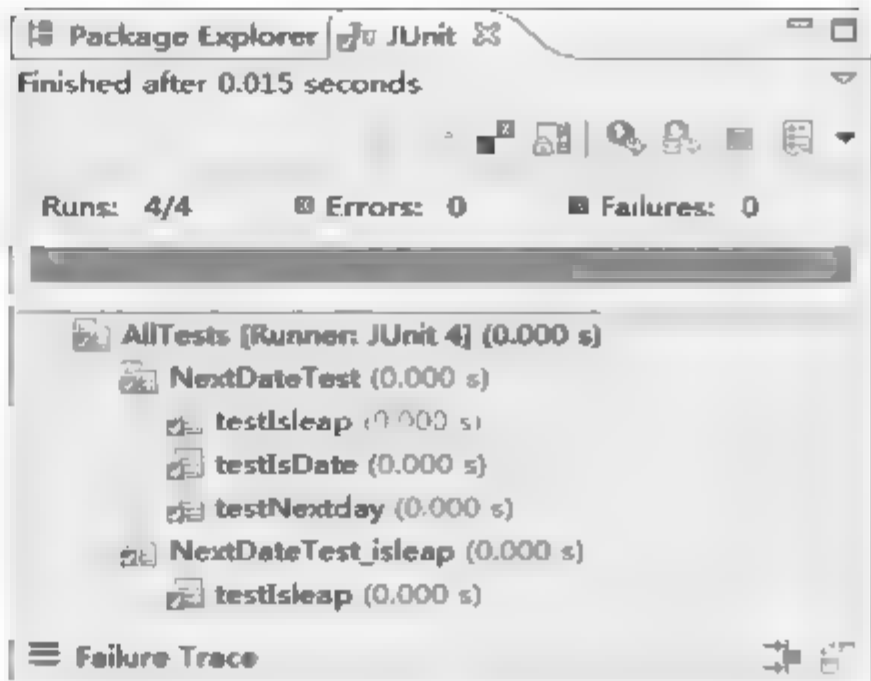 Package Explorer JUnit
Finished after 0.015 seconds
Runs: 4/4 Errors: 0 Failures: 0
AllTests [Runner: JUnit 4] (0.000 s)
NextDateTest (0.000 s)
testIsleap (0.000 s)
testIsDate (0.000 s)
testNextday (0.000 s)
NextDateTest_isleap (0.000 s)
testIsleap (0.000 s)
Failure Trace